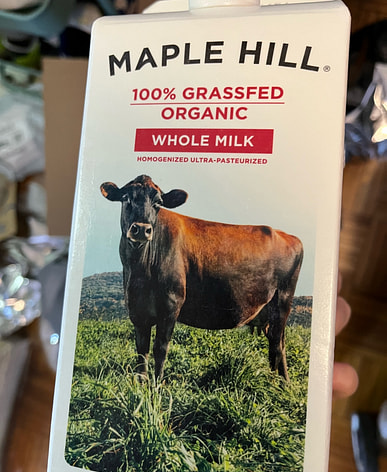 MAPLE HILL®
100% GRASSFED
ORGANIC
WHOLE MILK
HOMOGENIZED ULTRA-PASTEURIZED